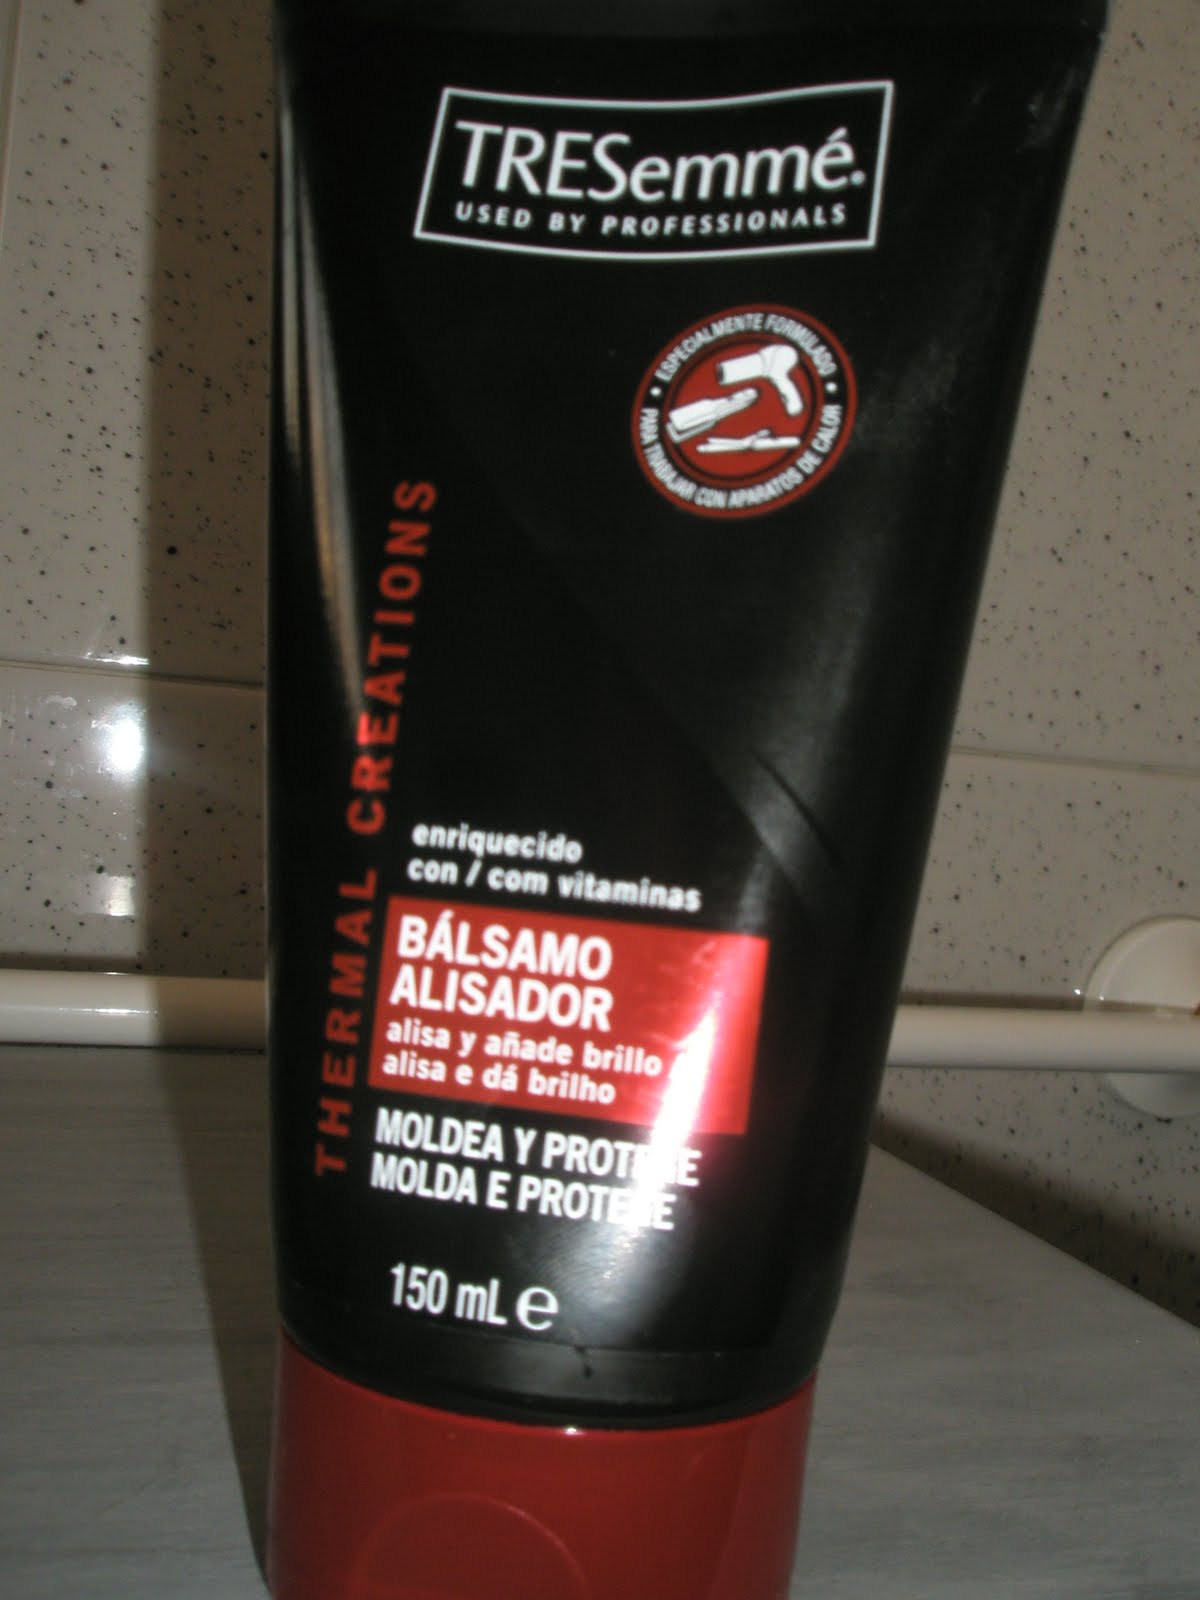 TRESemmé.
USED BY PROFESSIONALS
ESPECIALMENTE FORMULADO
PARA TRABAJAR CON APARATOS DE CALOR
THERMAL CREATIONS
enriquecido
con / com vitaminas
BÁLSAMO
ALISADOR
alisa y añade brillo
alisa e dá brilho
MOLDEA Y PROTEGE
MOLDA E PROTEGE
150 mL e